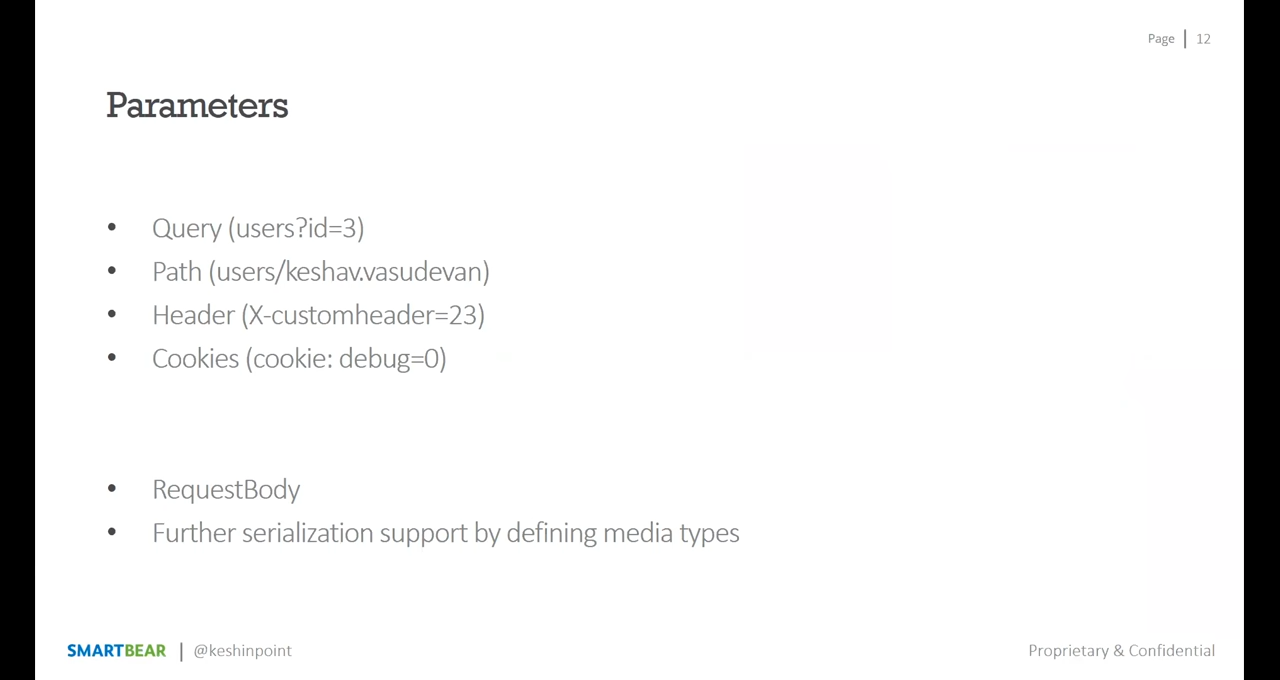 Page | 12
Parameters
• Query (users?id=3)
• Path (users/keshav.vasudevan)
• Header (X-customheader=23)
• Cookies (cookie: debug=0)
• RequestBody
• Further serialization support by defining media types
SMARTBEAR | @keshinpoint
Proprietary & Confidential